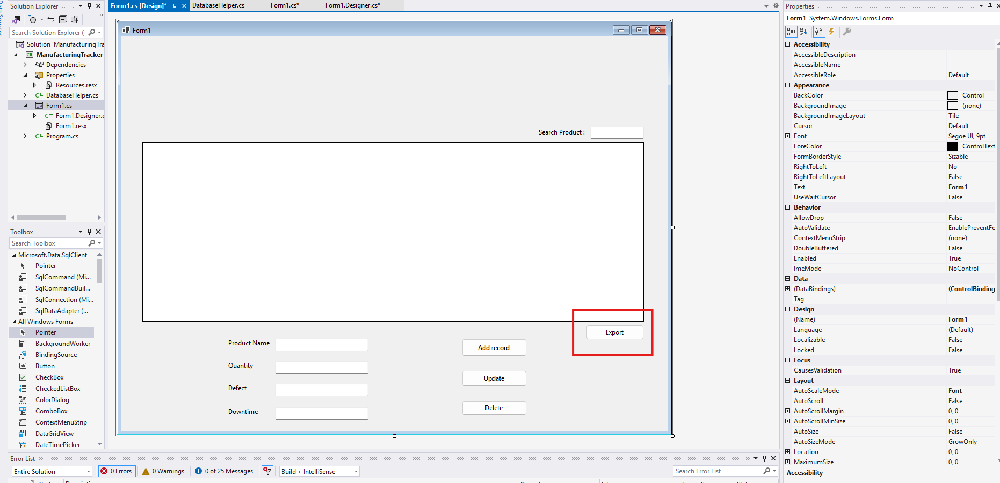 Data Sources
Solution Explorer
Search Solution Explorer (
Solution 'ManufacturingTra
ManufacturingTracker
Dependencies
Properties
Resources.resx
DatabaseHelper.cs
Form1.cs
Form1.Designer.c
Form1.resx
Program.cs
Toolbox
Search Toolbox
Microsoft.Data.SqlClient
Pointer
SqlCommand (Mi...
SqlCommandBuil...
SqlConnection (Mi...
SqlDataAdapter (...
All Windows Forms
Pointer
BackgroundWorker
BindingSource
Button
CheckBox
CheckedListBox
ColorDialog
ComboBox
ContextMenuStrip
DataGridView
DateTimePicker
Form1.cs [Design]* DatabaseHelper.cs Form1.cs* Form1.Designer.cs*
Form1
Search Product :
Export
Product Name
Quantity
Defect
Downtime
Add record
Update
Delete
Error List
Entire Solution 0 Errors 0 Warnings 0 of 25 Messages Build + IntelliSense Search Error List
Properties
Form1 System.Windows.Forms.Form
Accessibility
AccessibleDescription
AccessibleName
AccessibleRole Default
Appearance
BackColor Control
BackgroundImage (none)
BackgroundImageLayout Tile
Cursor Default
Font Segoe UI, 9pt
ForeColor ControlText
FormBorderStyle Sizable
RightToLeft No
RightToLeftLayout False
Text Form1
UseWaitCursor False
Behavior
AllowDrop False
AutoValidate EnablePreventFo
ContextMenuStrip (none)
DoubleBuffered False
Enabled True
ImeMode NoControl
Data
(DataBindings) (ControlBinding
Tag
Design
(Name) Form1
Language (Default)
Localizable False
Locked False
Focus
CausesValidation True
Layout
AutoScaleMode Font
AutoScroll False
AutoScrollMargin 0, 0
AutoScrollMinSize 0, 0
AutoSize False
AutoSizeMode GrowOnly
Location 0, 0
MaximumSize 0, 0
Accessibility